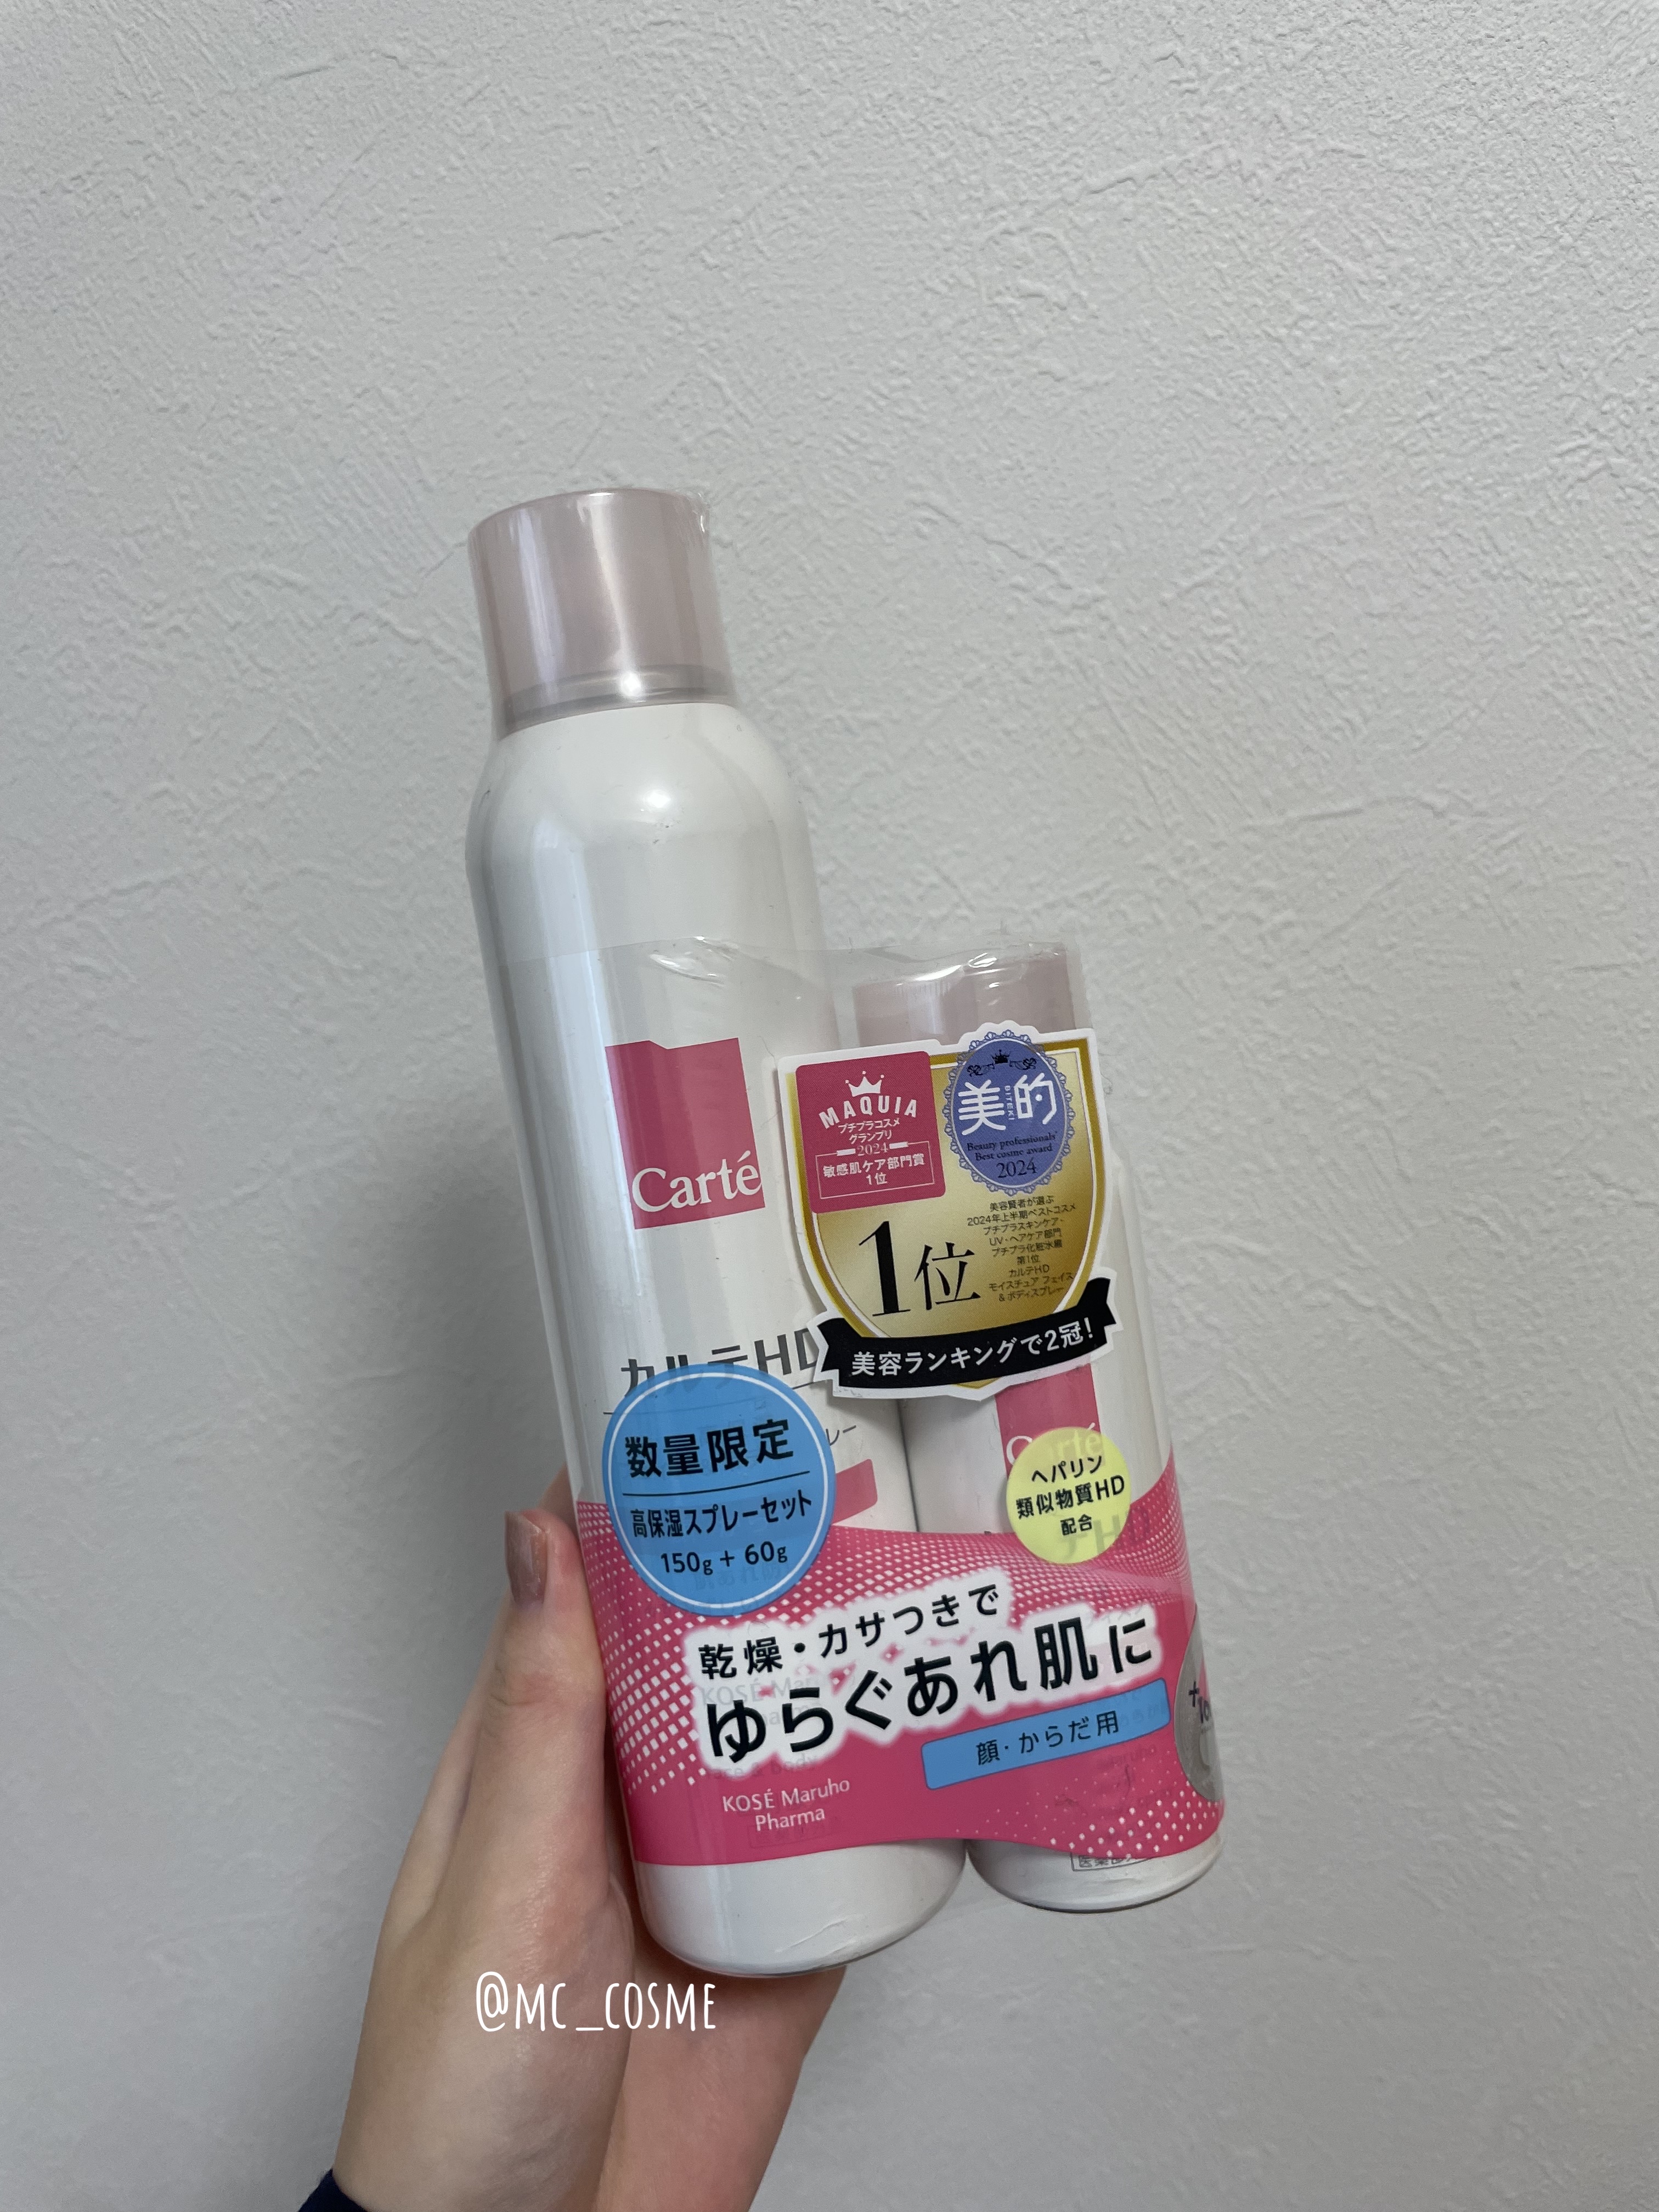 Carté
カルテHD
MAQUIA
プチプラコスメ
グランプリ
2024
敏感肌ケア部門賞
1位
美的
BITEKI
Beauty professionals'
Best cosme award
2024
美容賢者が選ぶ
2024年上半期ベストコスメ
プチプラスキンケア・
UV・ヘアケア部門
プチプラ化粧水篇
第1位
カルテHD
モイスチュア フェイス
&ボディスプレー
1位
美容ランキングで2冠!
数量限定
高保湿スプレーセット
150g + 60g
Carté
ヘパリン
類似物質HD
配合
乾燥・カサつきで
ゆらぐあれ肌に
顔・からだ用
KOSÉ Maruho
Pharma
@mc_cosme